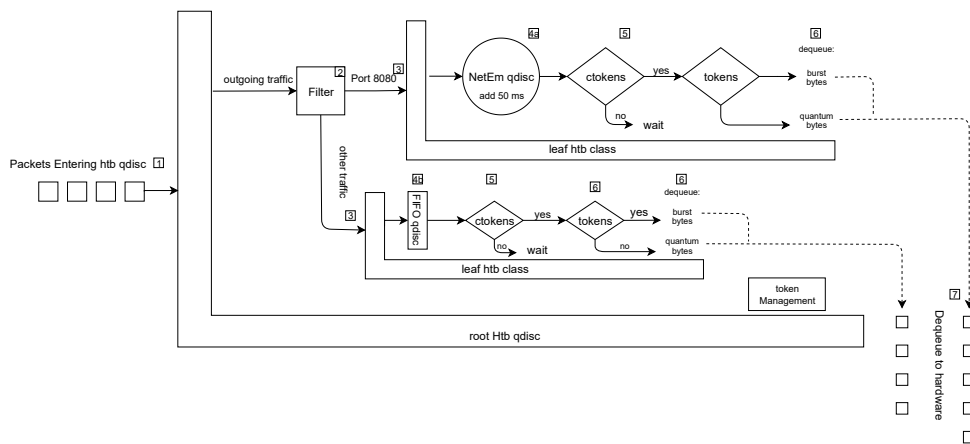 Packets Entering htb qdisc 1
outgoing traffic
2
Filter
Port 8080 3
other traffic
4a
NetEm qdisc
add 50 ms
5
ctokens
yes
no
wait
tokens
6
dequeue:
burst
bytes
quantum
bytes
leaf htb class
3
4b
FIFO qdisc
5
ctokens
yes
no
wait
6
tokens
yes
no
6
dequeue:
burst
bytes
quantum
bytes
leaf htb class
token
Management
root Htb qdisc
7
Dequeue to hardware